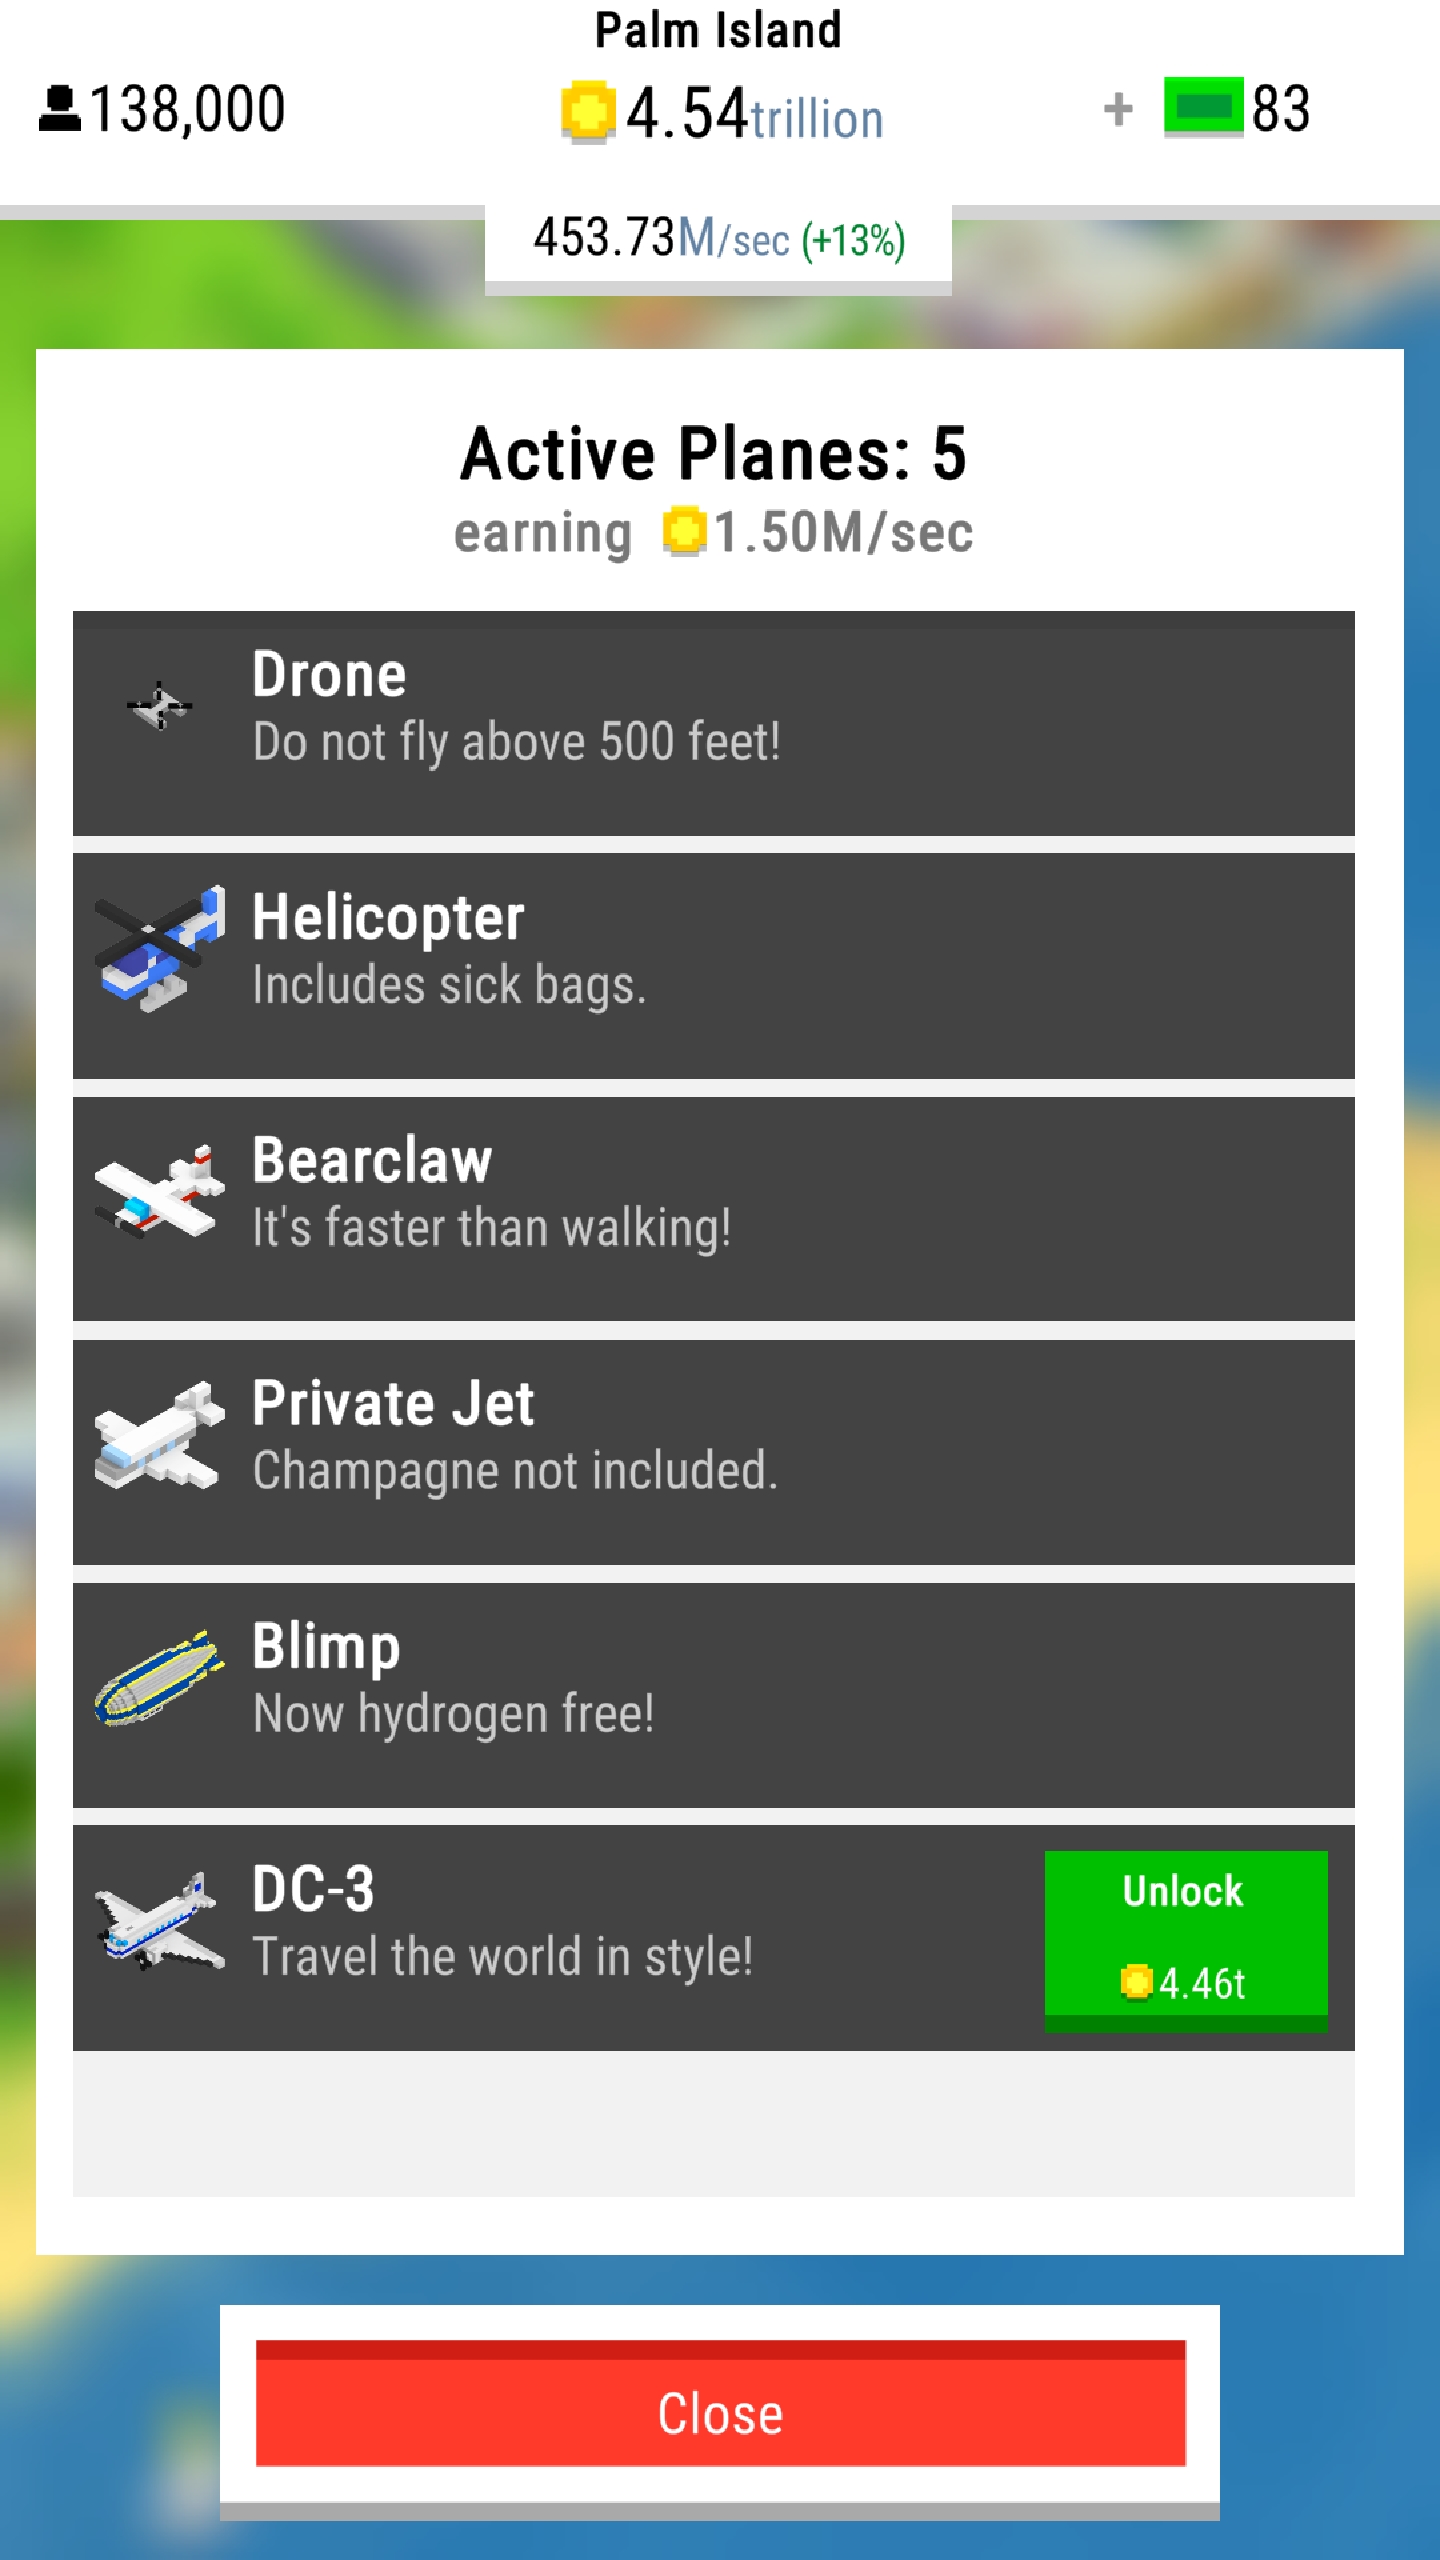 Palm Island
138,000
4.54trillion
+ 83
453.73M/sec (+13%)
Active Planes: 5
earning 1.50M/sec
Drone
Do not fly above 500 feet!
Helicopter
Includes sick bags.
Bearclaw
It's faster than walking!
Private Jet
Champagne not included.
Blimp
Now hydrogen free!
DC-3
Travel the world in style!
Unlock
4.46t
Close